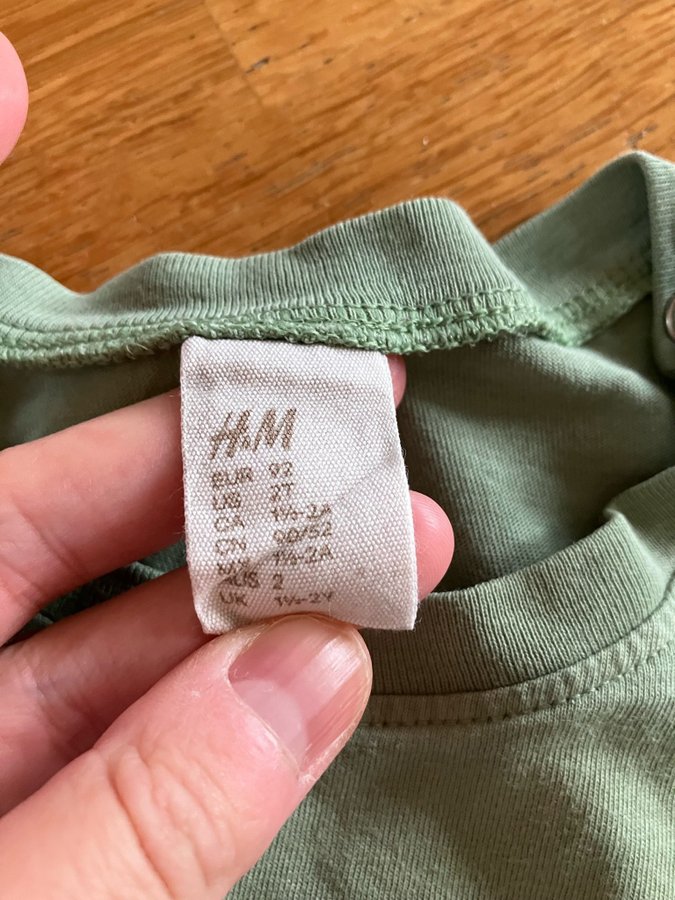 H&M
EUR 92
US 2T
CA 1½-2A
CN 90/52
MX 1½-2A
AUS 2
UK 1½-2Y